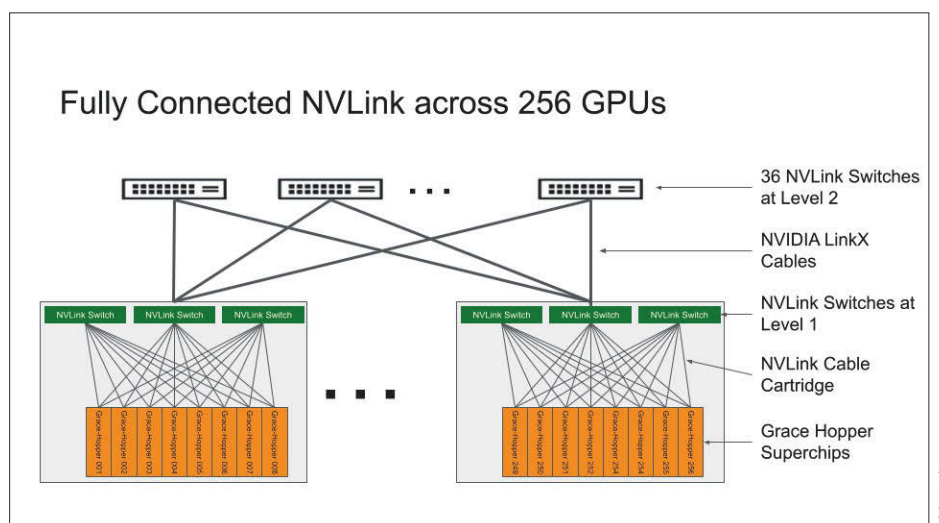 Fully Connected NVLink across 256 GPUs
36 NVLink Switches
at Level 2
NVIDIA LinkX
Cables
NVLink Switch
NVLink Switch
NVLink Switch
NVLink Switch
NVLink Switch
NVLink Switch
NVLink Switches at
Level 1
NVLink Cable
Cartridge
Grace-Hopper 001
Grace-Hopper 002
Grace-Hopper 003
Grace-Hopper 004
Grace-Hopper 005
Grace-Hopper 006
Grace-Hopper 007
Grace-Hopper 008
Grace-Hopper 249
Grace-Hopper 250
Grace-Hopper 251
Grace-Hopper 252
Grace-Hopper 254
Grace-Hopper 254
Grace-Hopper 255
Grace-Hopper 256
Grace Hopper
Superchips